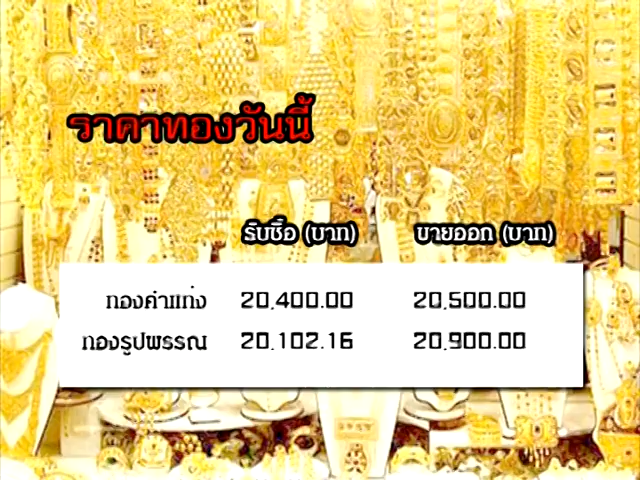 ราคาทองวันนี้
รับซื้อ (บาท) ขายออก (บาท)
ทองคำแท่ง 20,400.00 20,500.00
ทองรูปพรรณ 20,102.16 20,900.00